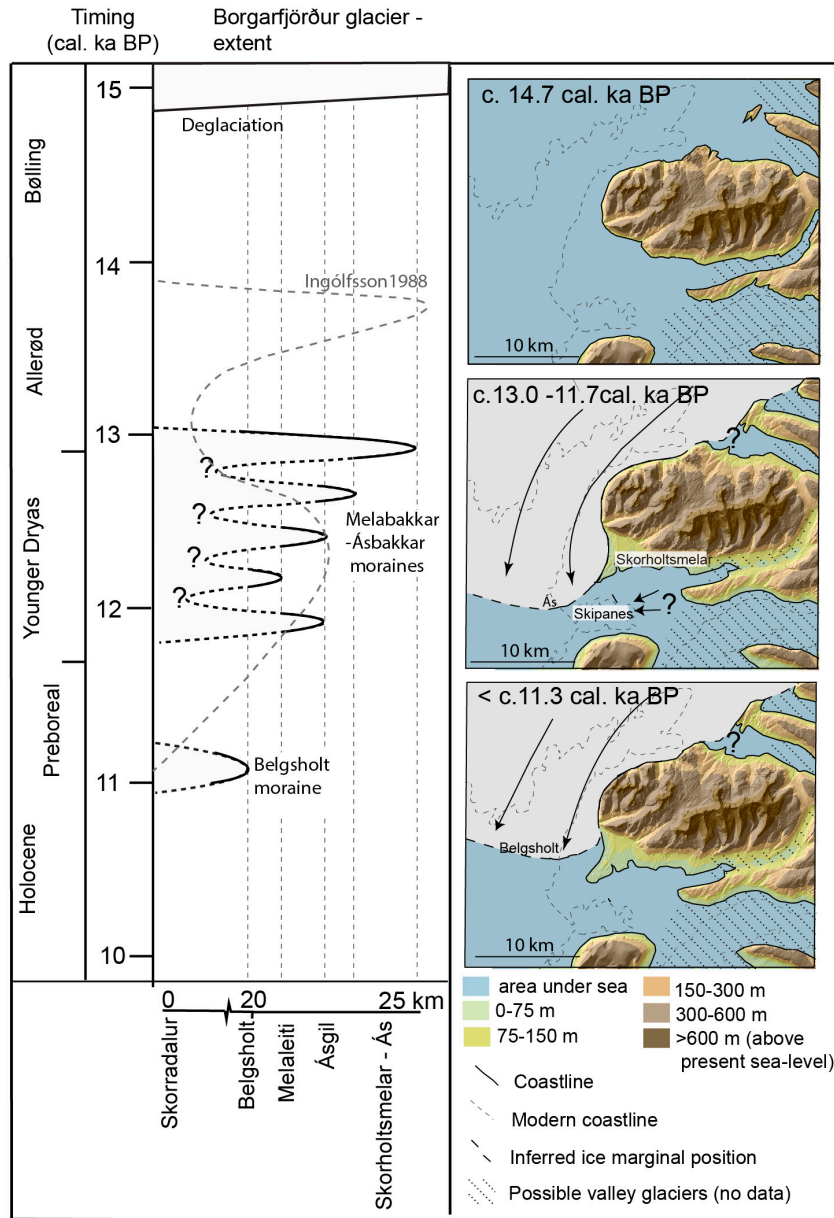 Timing
(cal. ka BP)
Borgarfjörður glacier -
extent
15
14
13
12
11
10
Bølling
Allerød
Younger Dryas
Preboreal
Holocene
Deglaciation
Ingólfsson1988
?
?
?
?
Melabakkar
-Ásbakkar
moraines
Belgsholt
moraine
0
20
25 km
Skorradalur
Belgsholt
Melaleiti
Ásgil
Skorholtsmelar - Ás
c. 14.7 cal. ka BP
10 km
c.13.0 -11.7cal. ka BP
?
Skorholtsmelar
Ás
Skipanes
?
10 km
< c.11.3 cal. ka BP
?
Belgsholt
10 km
area under sea
0-75 m
75-150 m
150-300 m
300-600 m
>600 m (above
present sea-level)
Coastline
Modern coastline
Inferred ice marginal position
Possible valley glaciers (no data)